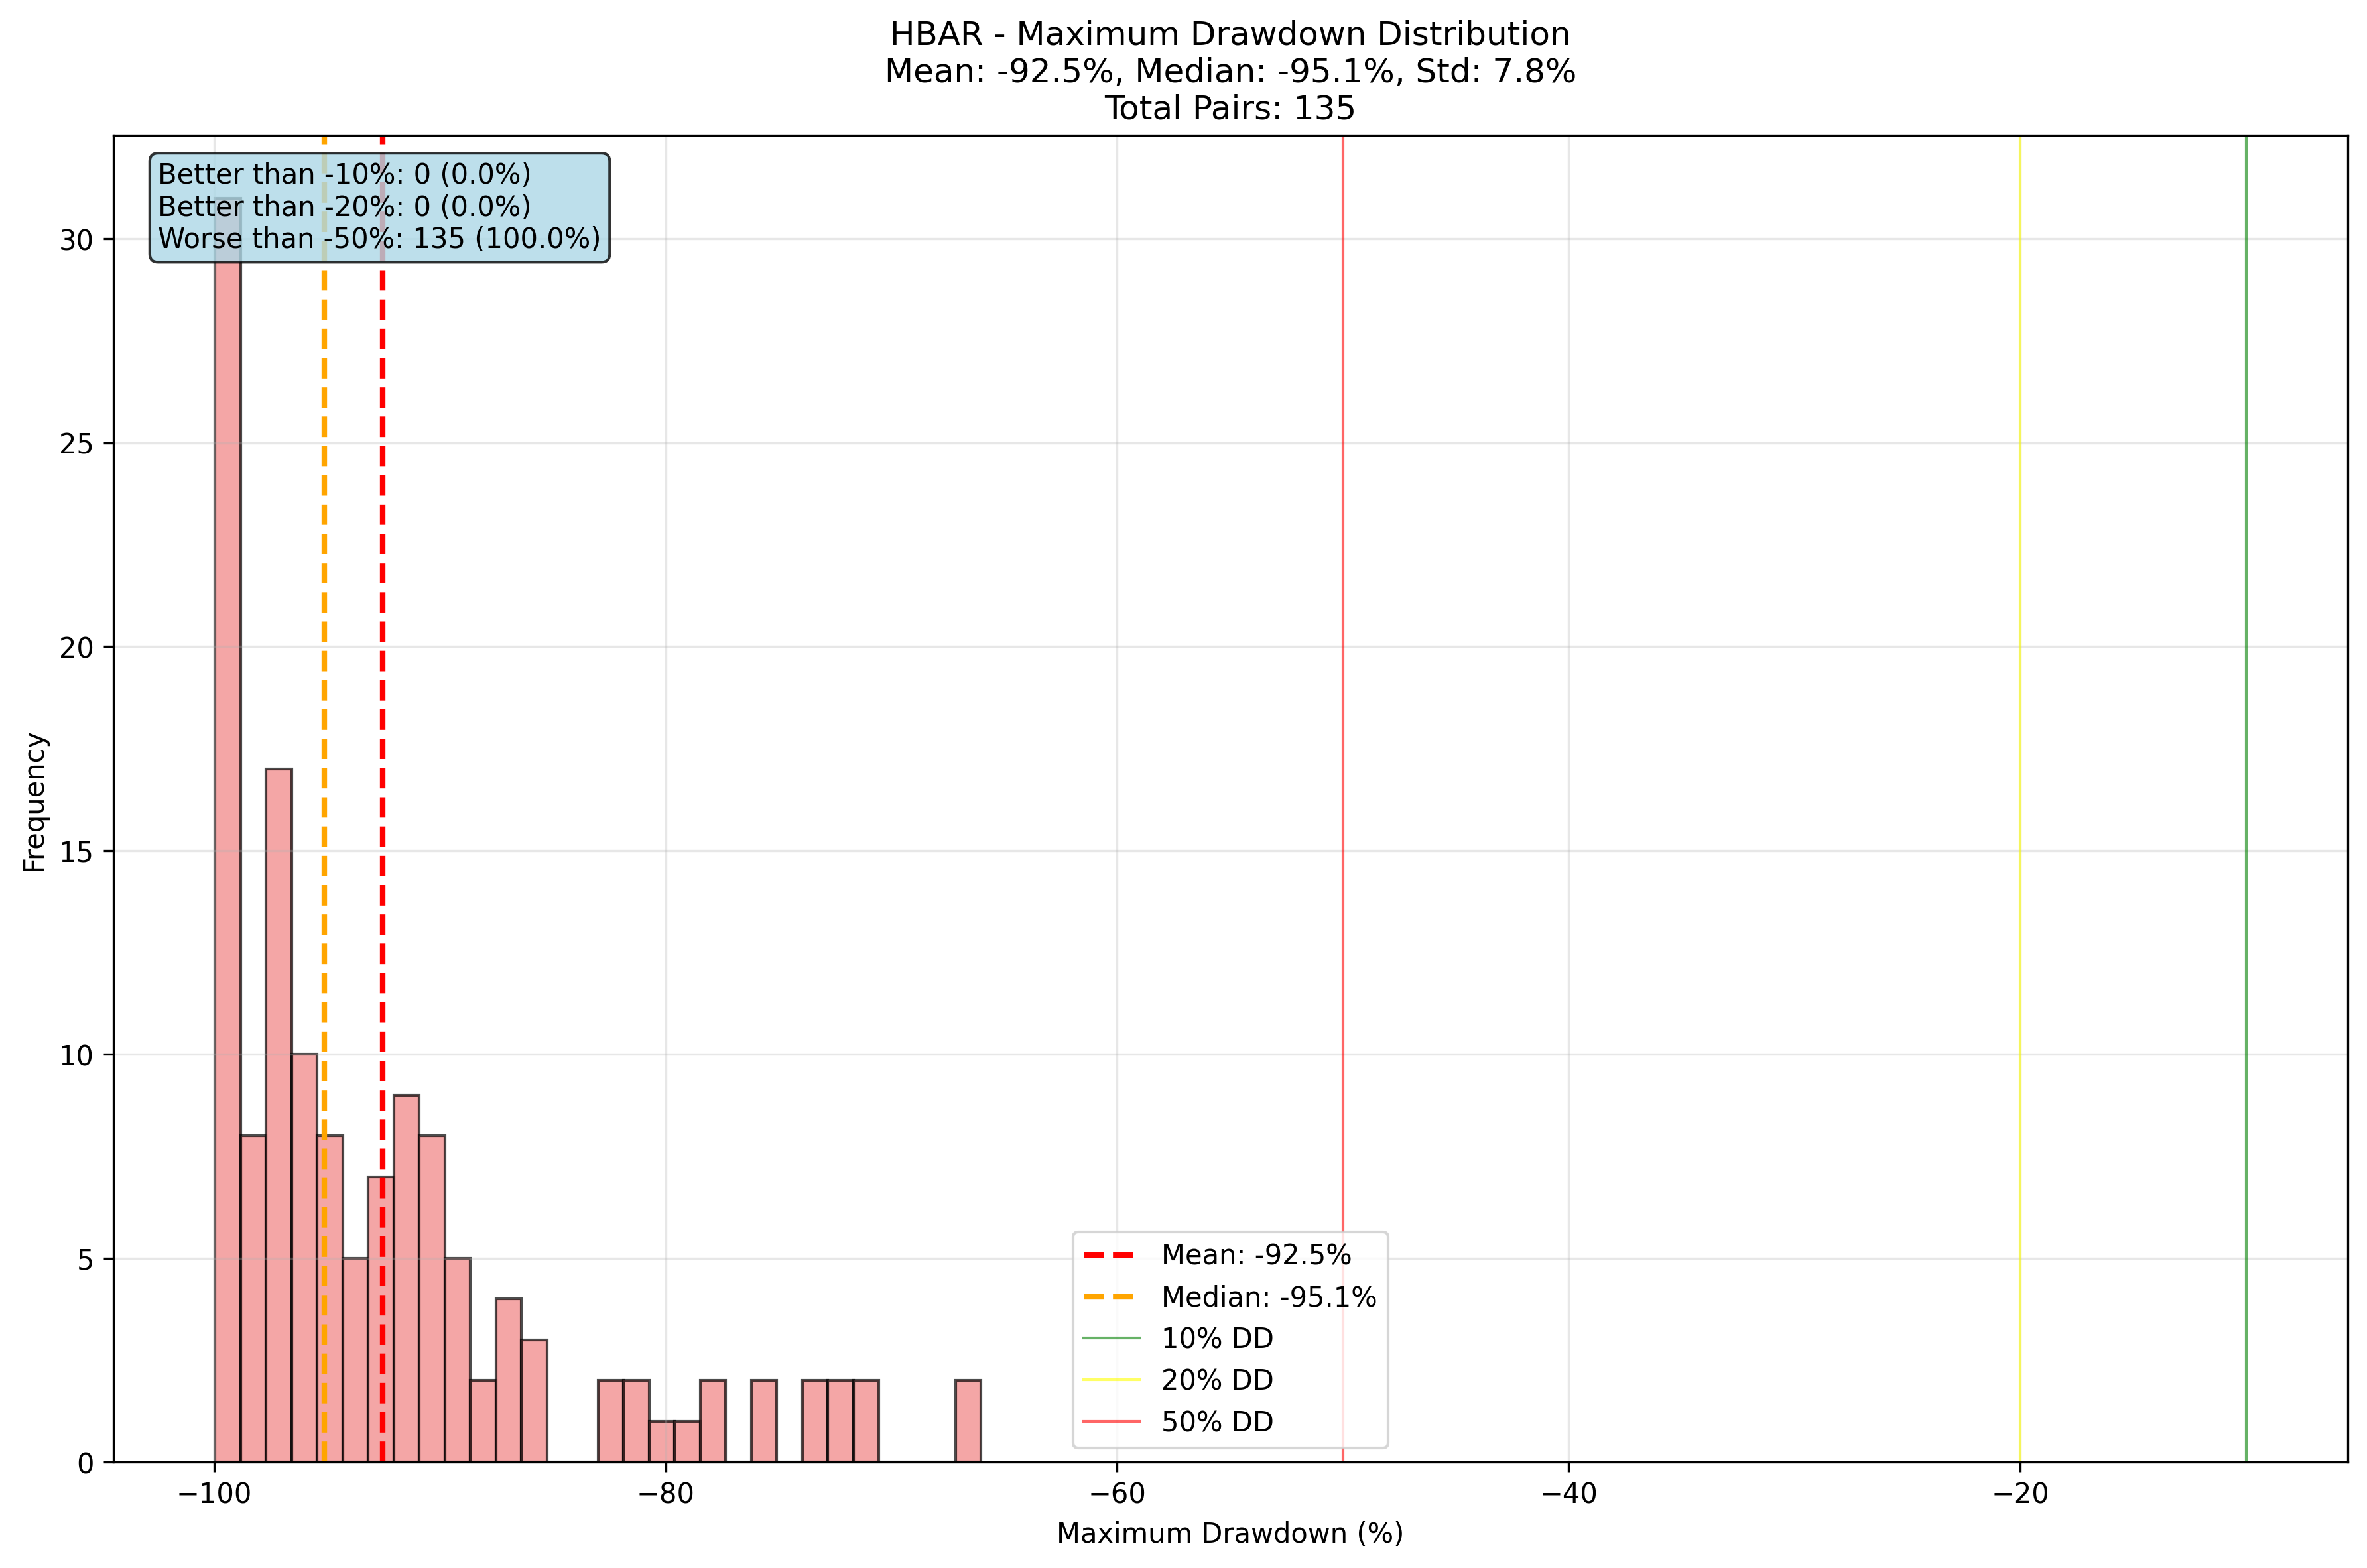 HBAR - Maximum Drawdown Distribution
Mean: -92.5%, Median: -95.1%, Std: 7.8%
Total Pairs: 135
Better than -10%: 0 (0.0%)
Better than -20%: 0 (0.0%)
Worse than -50%: 135 (100.0%)
30
25
20
15
10
5
0
Frequency
Mean: -92.5%
Median: -95.1%
10% DD
20% DD
50% DD
−100
−80
−60
−40
−20
Maximum Drawdown (%)